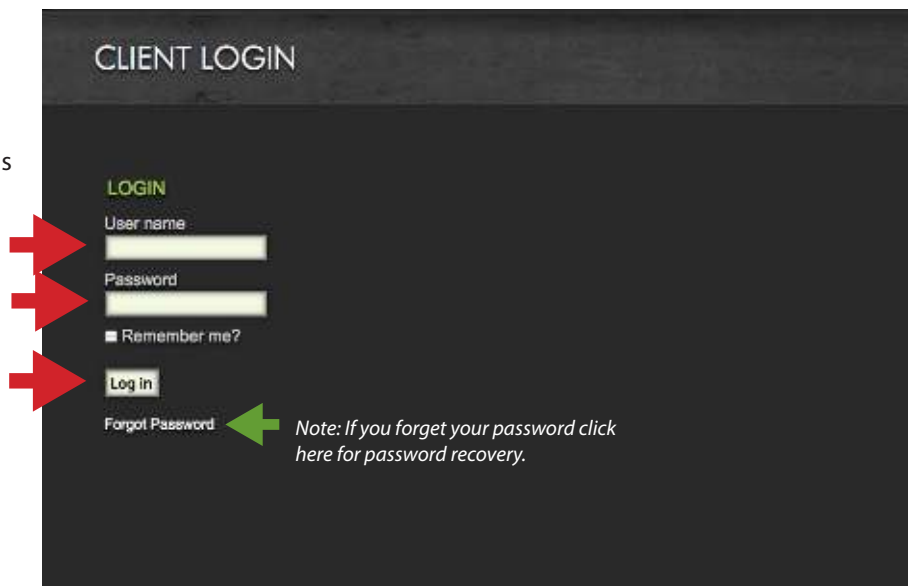 CLIENT LOGIN
s
LOGIN
User name
Password
Remember me?
Log in
Forgot Password
Note: If you forget your password click
here for password recovery.